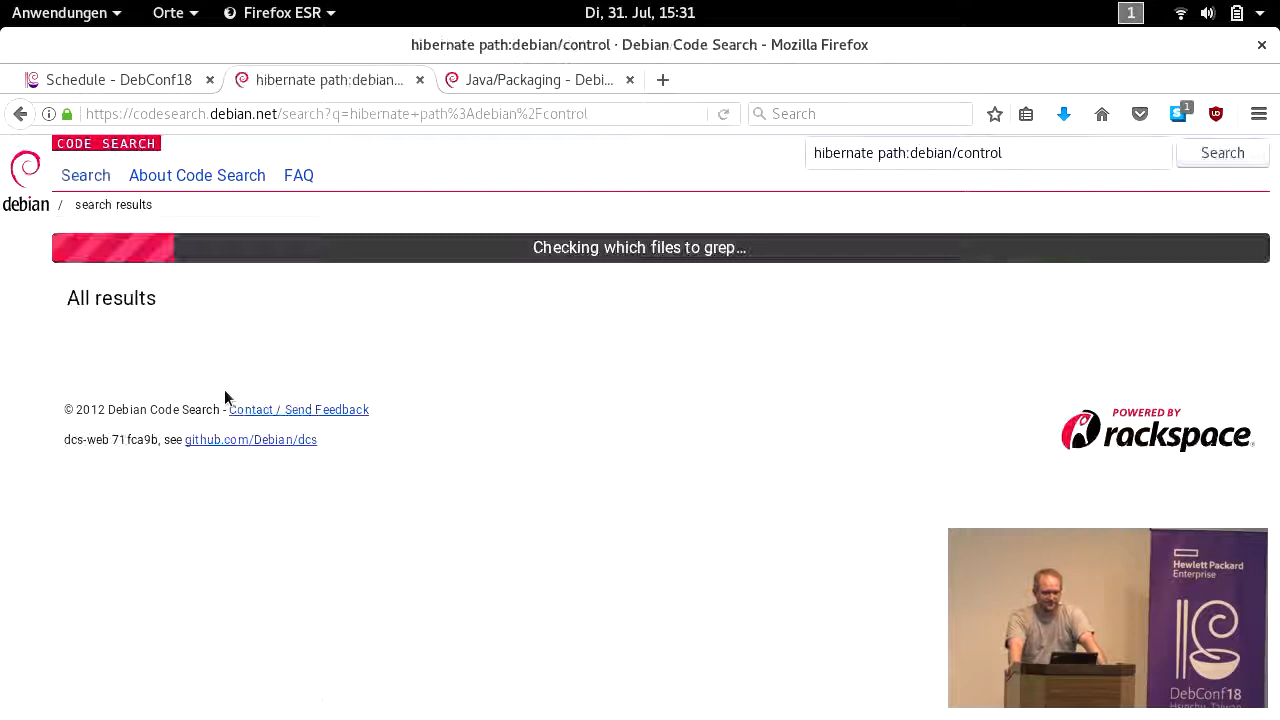 Anwendungen Orte Firefox ESR Di, 31. Jul, 15:31 1
hibernate path:debian/control · Debian Code Search - Mozilla Firefox
Schedule - DebConf18 hibernate path:debian... Java/Packaging - Debi...
https://codesearch.debian.net/search?q=hibernate+path%3Adebian%2Fcontrol Search 1
CODE SEARCH
hibernate path:debian/control Search
Search About Code Search FAQ
debian / search results
Checking which files to grep...
All results
© 2012 Debian Code Search - Contact / Send Feedback
dcs-web 71fca9b, see github.com/Debian/dcs
POWERED BY
rackspace
Hewlett Packard
Enterprise
DebConf18
Hsinchu, Taiwan